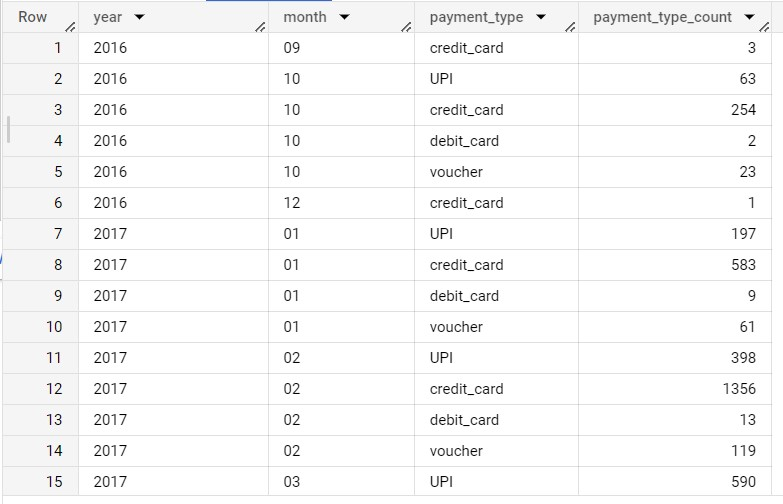 Row year month payment_type payment_type_count
1 2016 09 credit_card 3
2 2016 10 UPI 63
3 2016 10 credit_card 254
4 2016 10 debit_card 2
5 2016 10 voucher 23
6 2016 12 credit_card 1
7 2017 01 UPI 197
8 2017 01 credit_card 583
9 2017 01 debit_card 9
10 2017 01 voucher 61
11 2017 02 UPI 398
12 2017 02 credit_card 1356
13 2017 02 debit_card 13
14 2017 02 voucher 119
15 2017 03 UPI 590